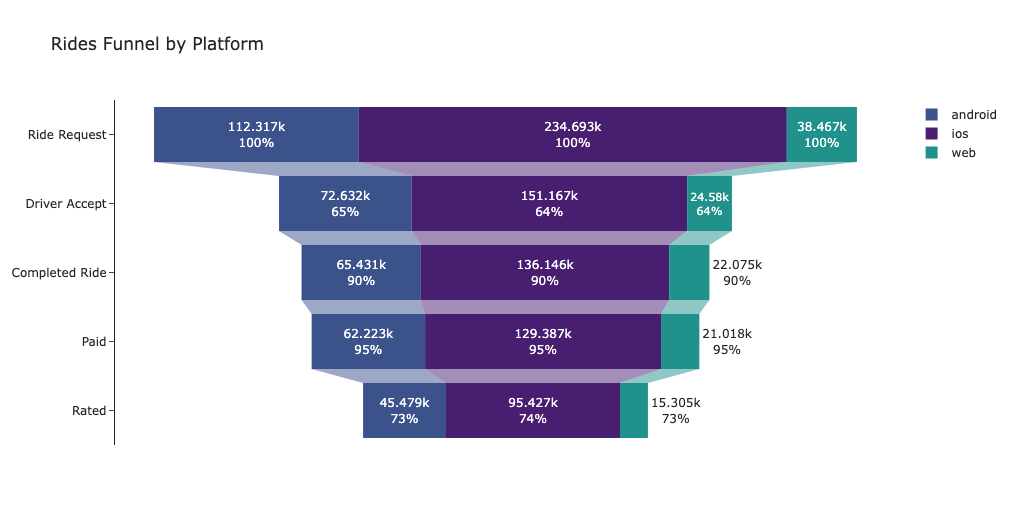 Rides Funnel by Platform
android
ios
web
Ride Request
112.317k
100%
234.693k
100%
38.467k
100%
Driver Accept
72.632k
65%
151.167k
64%
24.58k
64%
Completed Ride
65.431k
90%
136.146k
90%
22.075k
90%
Paid
62.223k
95%
129.387k
95%
21.018k
95%
Rated
45.479k
73%
95.427k
74%
15.305k
73%